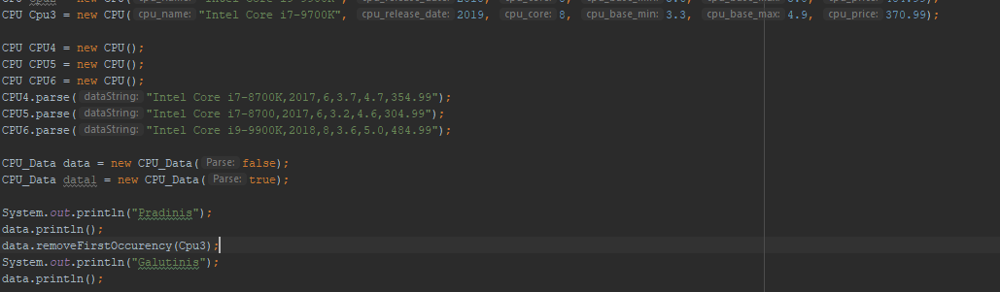 CPU Cpu3 = new CPU( cpu_name: "Intel Core i7-9700K", cpu_release_date: 2019, cpu_core: 8, cpu_base_min: 3.3, cpu_base_max: 4.9, cpu_price: 370.99);
CPU CPU4 = new CPU();
CPU CPU5 = new CPU();
CPU CPU6 = new CPU();
CPU4.parse( dataString: "Intel Core i7-8700K,2017,6,3.7,4.7,354.99");
CPU5.parse( dataString: "Intel Core i7-8700,2017,6,3.2,4.6,304.99");
CPU6.parse( dataString: "Intel Core i9-9900K,2018,8,3.6,5.0,484.99");
CPU_Data data = new CPU_Data( Parse: false);
CPU_Data data1 = new CPU_Data( Parse: true);
System.out.println("Pradinis");
data.println();
data.removeFirstOccurency(Cpu3);
System.out.println("Galutinis");
data.println();